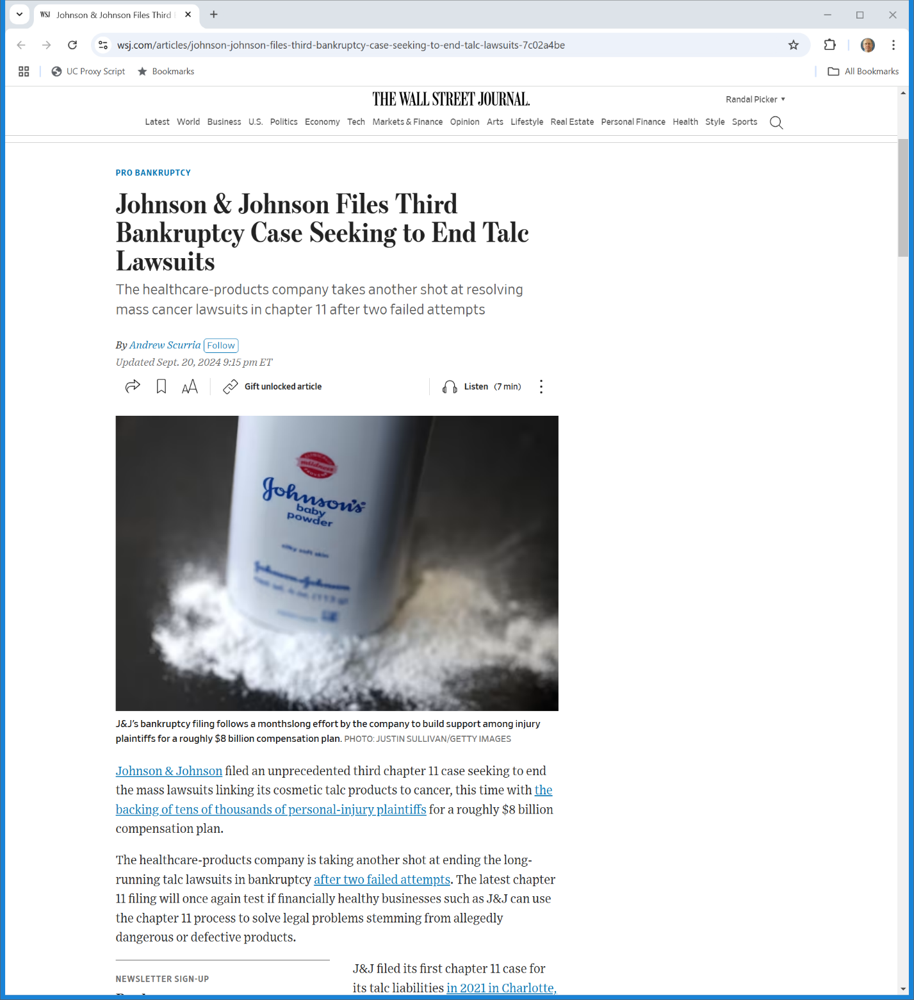 WSJ Johnson & Johnson Files Third
wsj.com/articles/johnson-johnson-files-third-bankruptcy-case-seeking-to-end-talc-lawsuits-7c02a4be
UC Proxy Script Bookmarks All Bookmarks
THE WALL STREET JOURNAL.
Randal Picker
Latest World Business U.S. Politics Economy Tech Markets & Finance Opinion Arts Lifestyle Real Estate Personal Finance Health Style Sports
PRO BANKRUPTCY
Johnson & Johnson Files Third
Bankruptcy Case Seeking to End Talc
Lawsuits
The healthcare-products company takes another shot at resolving
mass cancer lawsuits in chapter 11 after two failed attempts
By Andrew Scurria Follow
Updated Sept. 20, 2024 9:15 pm ET
AA Gift unlocked article Listen (7 min)
mildness
Johnson's
baby
powder
silky soft skin
Johnson & Johnson
J&J's bankruptcy filing follows a monthslong effort by the company to build support among injury
plaintiffs for a roughly $8 billion compensation plan. PHOTO: JUSTIN SULLIVAN/GETTY IMAGES
Johnson & Johnson filed an unprecedented third chapter 11 case seeking to end
the mass lawsuits linking its cosmetic talc products to cancer, this time with the
backing of tens of thousands of personal-injury plaintiffs for a roughly $8 billion
compensation plan.
The healthcare-products company is taking another shot at ending the long-
running talc lawsuits in bankruptcy after two failed attempts. The latest chapter
11 filing will once again test if financially healthy businesses such as J&J can use
the chapter 11 process to solve legal problems stemming from allegedly
dangerous or defective products.
NEWSLETTER SIGN-UP
J&J filed its first chapter 11 case for
its talc liabilities in 2021 in Charlotte,